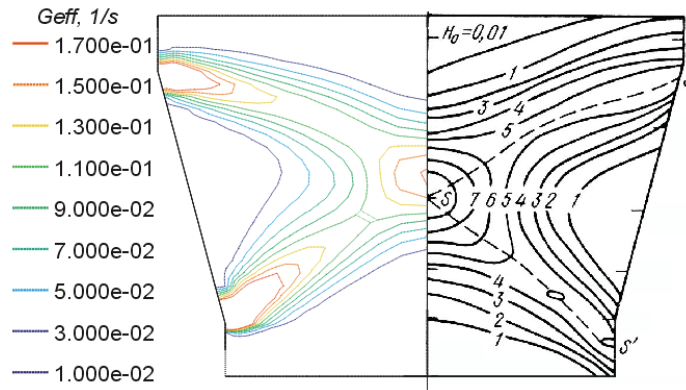 Geff, 1/s
1.700e-01
1.500e-01
1.300e-01
1.100e-01
9.000e-02
7.000e-02
5.000e-02
3.000e-02
1.000e-02
H₀=0,01
1
3 4
5
S 7 6 5 4 3 2 1
4
3
2
1
S'